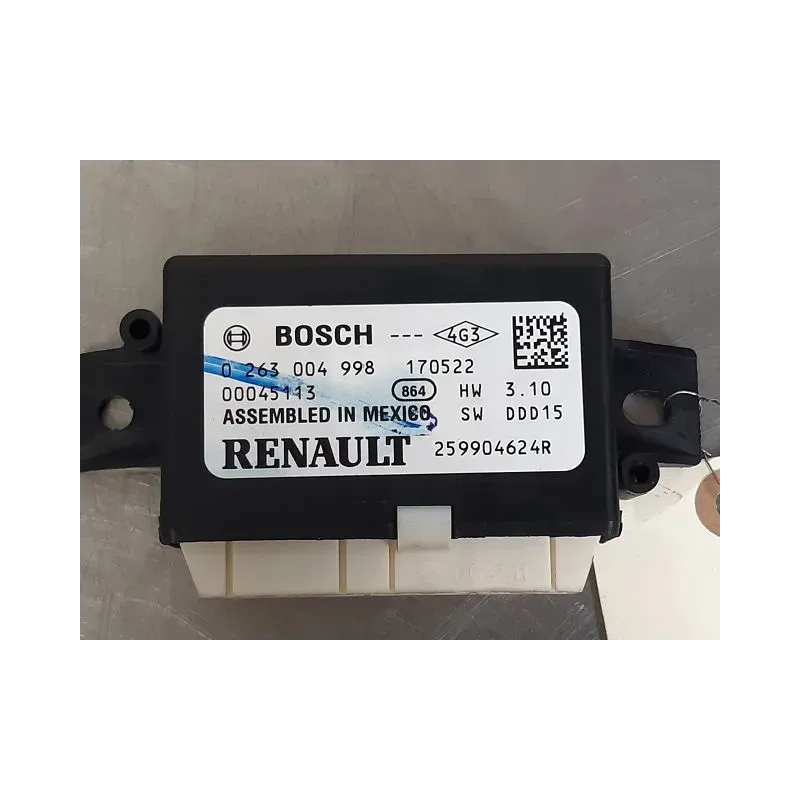 BOSCH --- 4G3
0 263 004 998 170522
00045113 864 HW 3.10
ASSEMBLED IN MEXICO SW DDD15
RENAULT 259904624R